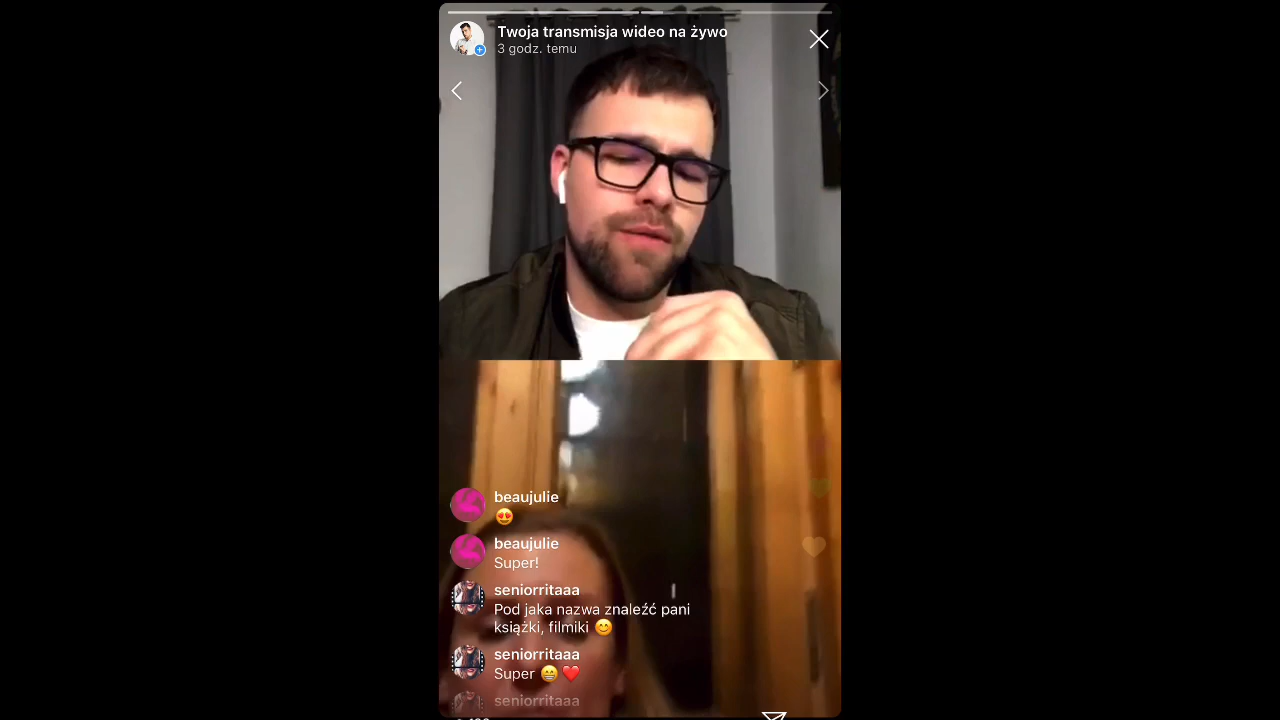 Twoja transmisja wideo na żywo
3 godz. temu
beaujulie
😍
beaujulie
Super!
seniorritaaa
Pod jaka nazwa znaleźć pani
książki, filmiki 😊
seniorritaaa
Super 😁❤️
seniorritaaa